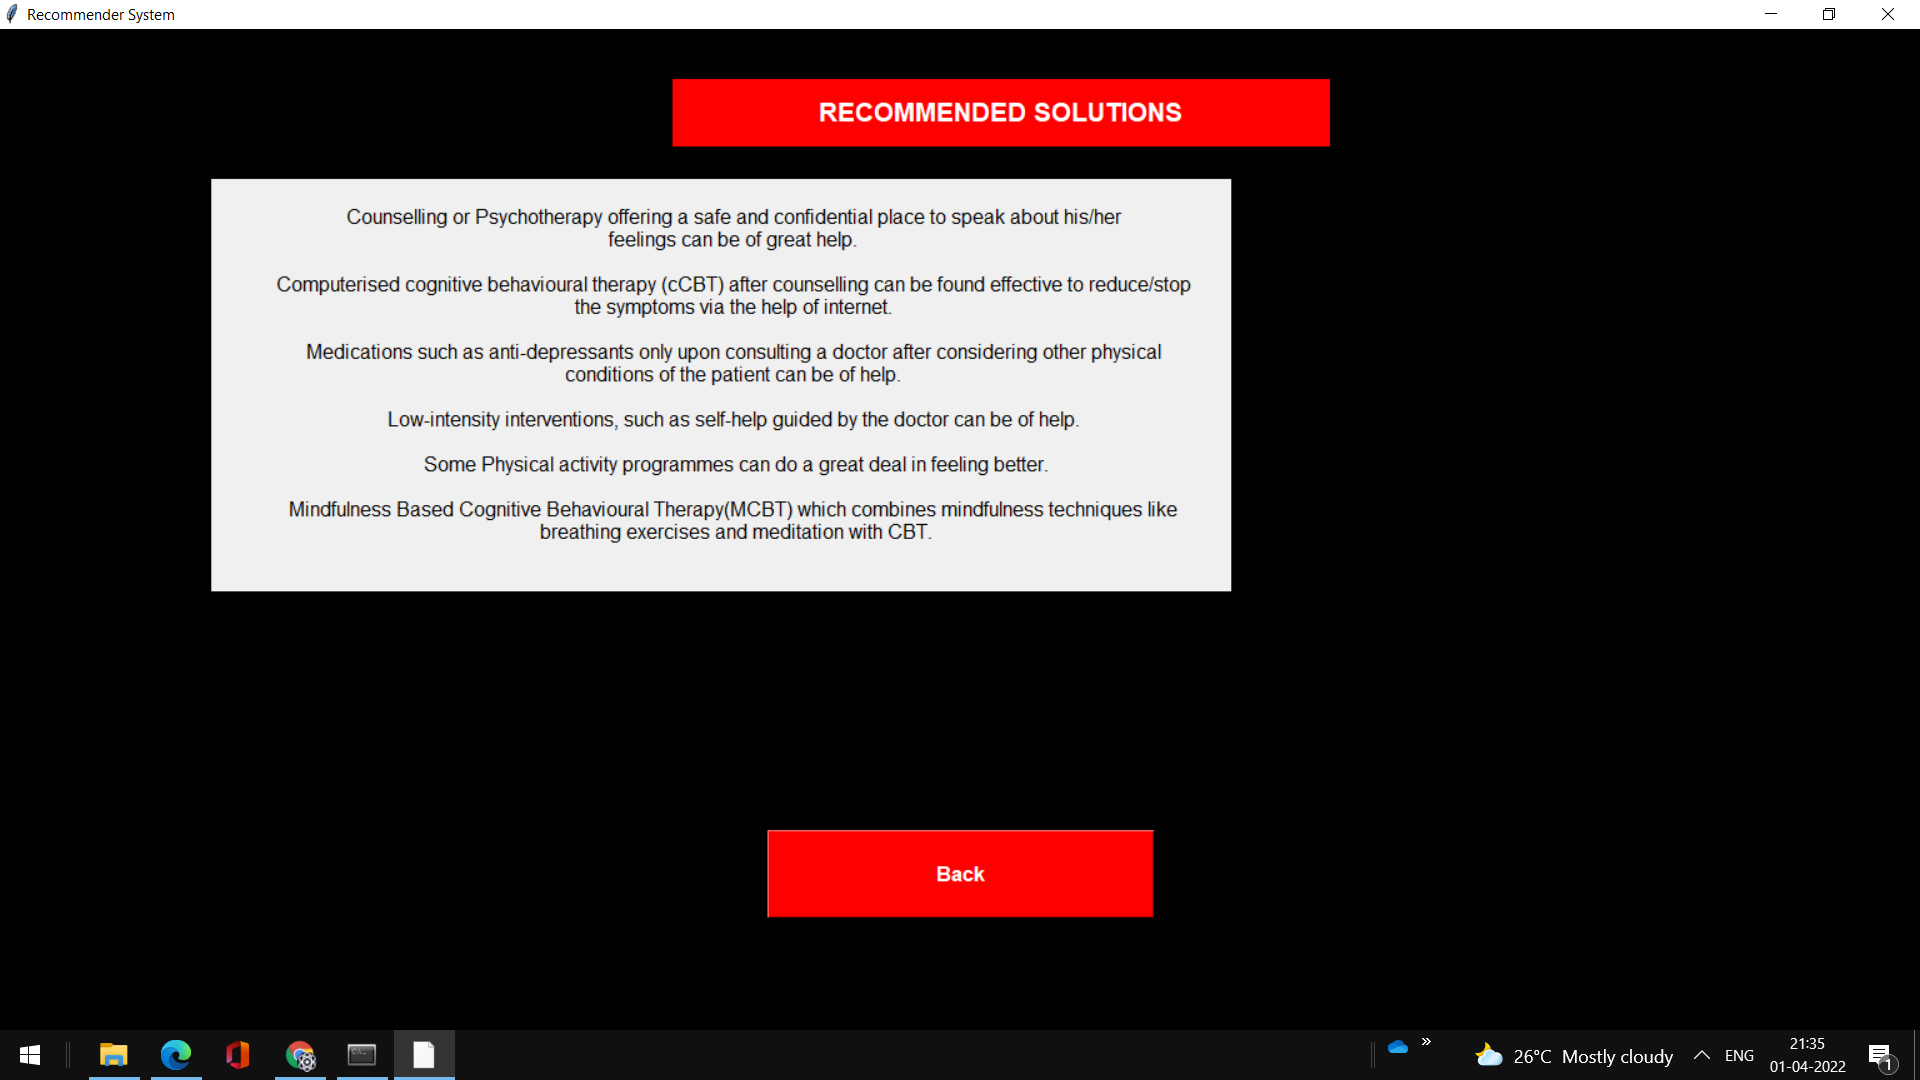 Recommender System
RECOMMENDED SOLUTIONS
Counselling or Psychotherapy offering a safe and confidential place to speak about his/her
feelings can be of great help.
Computerised cognitive behavioural therapy (cCBT) after counselling can be found effective to reduce/stop
the symptoms via the help of internet.
Medications such as anti-depressants only upon consulting a doctor after considering other physical
conditions of the patient can be of help.
Low-intensity interventions, such as self-help guided by the doctor can be of help.
Some Physical activity programmes can do a great deal in feeling better.
Mindfulness Based Cognitive Behavioural Therapy(MCBT) which combines mindfulness techniques like
breathing exercises and meditation with CBT.
Back
26°C Mostly cloudy
ENG
21:35
01-04-2022
1